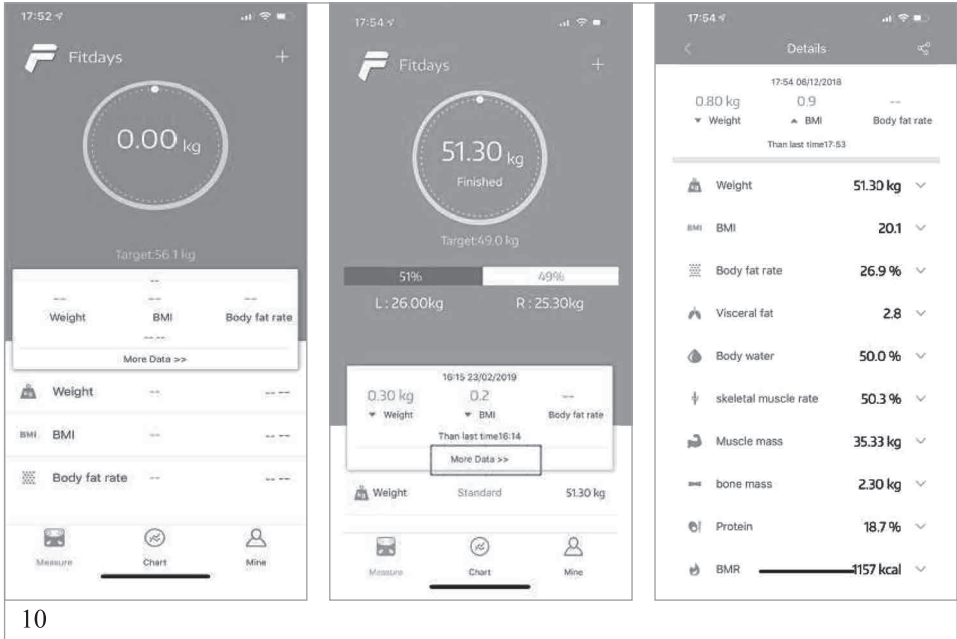 17:52
Fitdays
+
0.00 kg
Target:56.1 kg
--
-- -- --
Weight BMI Body fat rate
--:--
More Data >>
Weight -- -- --
BMI BMI -- -- --
Body fat rate -- -- --
Measure Chart Mine
17:54
Fitdays
+
51.30 kg
Finished
Target:49.0 kg
51% 49%
L : 26.00kg R : 25.30kg
16:15 23/02/2019
0.30 kg 0.2 --
Weight BMI Body fat rate
Than last time16:14
More Data >>
Weight Standard 51.30 kg
Measure Chart Mine
17:54
Details
17:54 06/12/2018
0.80 kg 0.9 --
Weight BMI Body fat rate
Than last time17:53
Weight 51.30 kg
BMI BMI 20.1
Body fat rate 26.9 %
Visceral fat 2.8
Body water 50.0 %
skeletal muscle rate 50.3 %
Muscle mass 35.33 kg
bone mass 2.30 kg
Protein 18.7 %
BMR 1157 kcal
10